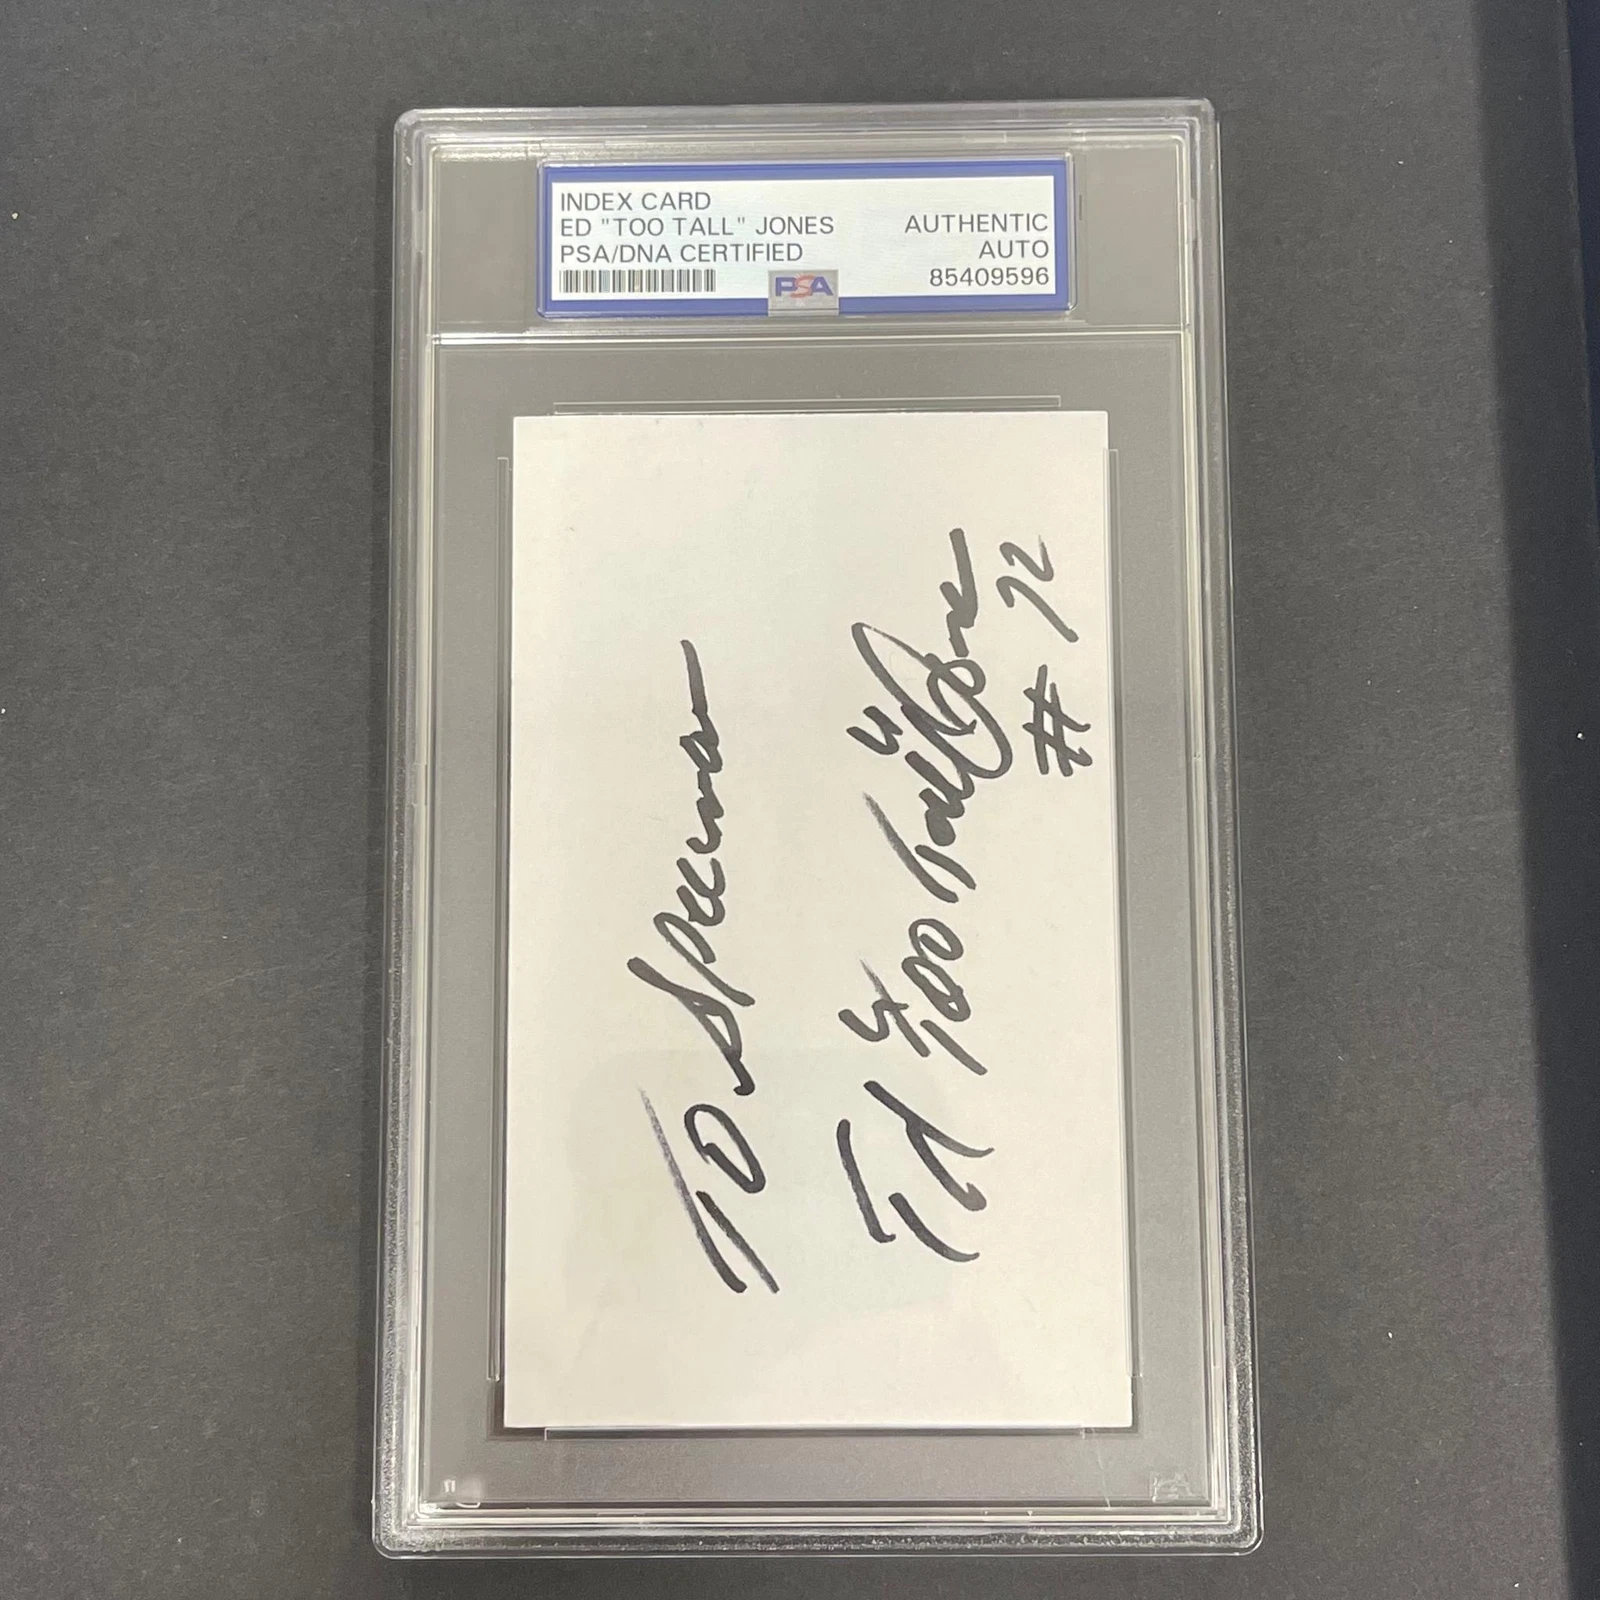 INDEX CARD
ED "TOO TALL" JONES
PSA/DNA CERTIFIED
AUTHENTIC
AUTO
85409596
PSA
To Speeman
Ed "Too Tall" Jones
# 72